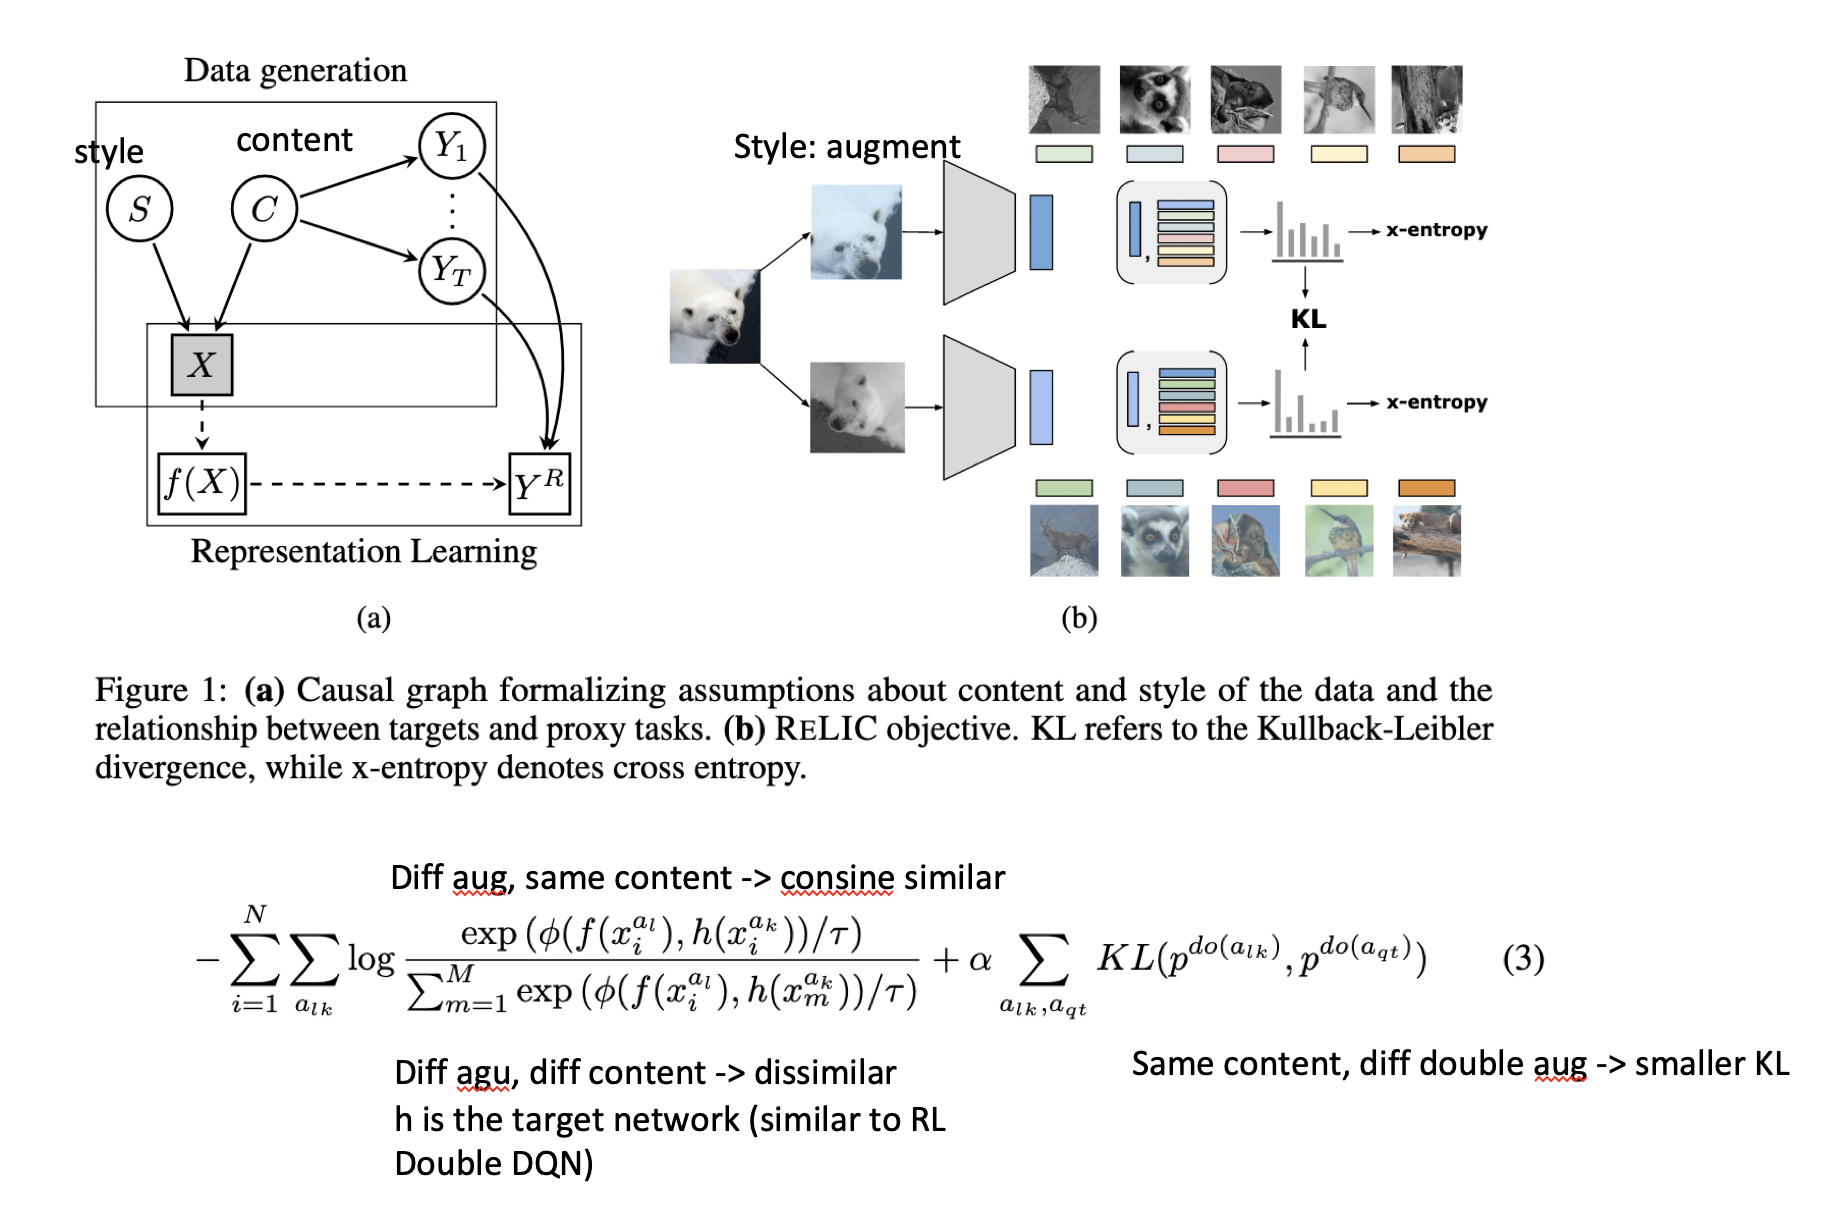 Data generation
style
content
S
C
Y_1
⋮
Y_T
X
f(X)
Y^R
Representation Learning
(a)
Style: augment
,
x-entropy
KL
,
x-entropy
(b)
Figure 1: (a) Causal graph formalizing assumptions about content and style of the data and the
relationship between targets and proxy tasks. (b) RELIC objective. KL refers to the Kullback-Leibler
divergence, while x-entropy denotes cross entropy.
Diff aug, same content -> consine similar
- \sum_{i=1}^{N} \sum_{a_{lk}} \log \frac{\exp(\phi(f(x_i^{a_l}), h(x_i^{a_k}))/\tau)}{\sum_{m=1}^{M} \exp(\phi(f(x_i^{a_l}), h(x_m^{a_k}))/\tau)} + \alpha \sum_{a_{lk}, a_{qt}} KL(p^{do(a_{lk})}, p^{do(a_{qt})}) (3)
Diff agu, diff content -> dissimilar
h is the target network (similar to RL
Double DQN)
Same content, diff double aug -> smaller KL